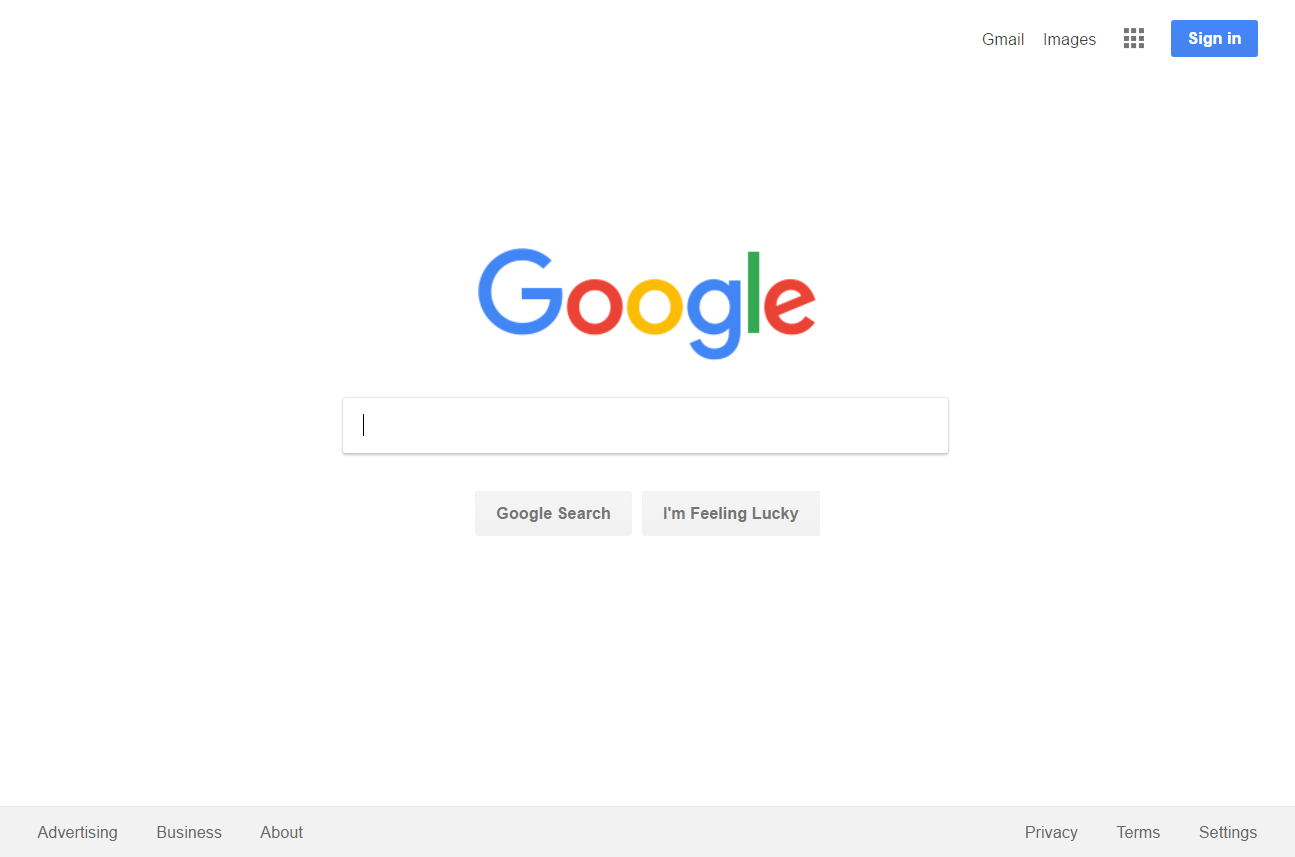 Gmail Images Sign in
Google
Google Search I'm Feeling Lucky
Advertising Business About Privacy Terms Settings